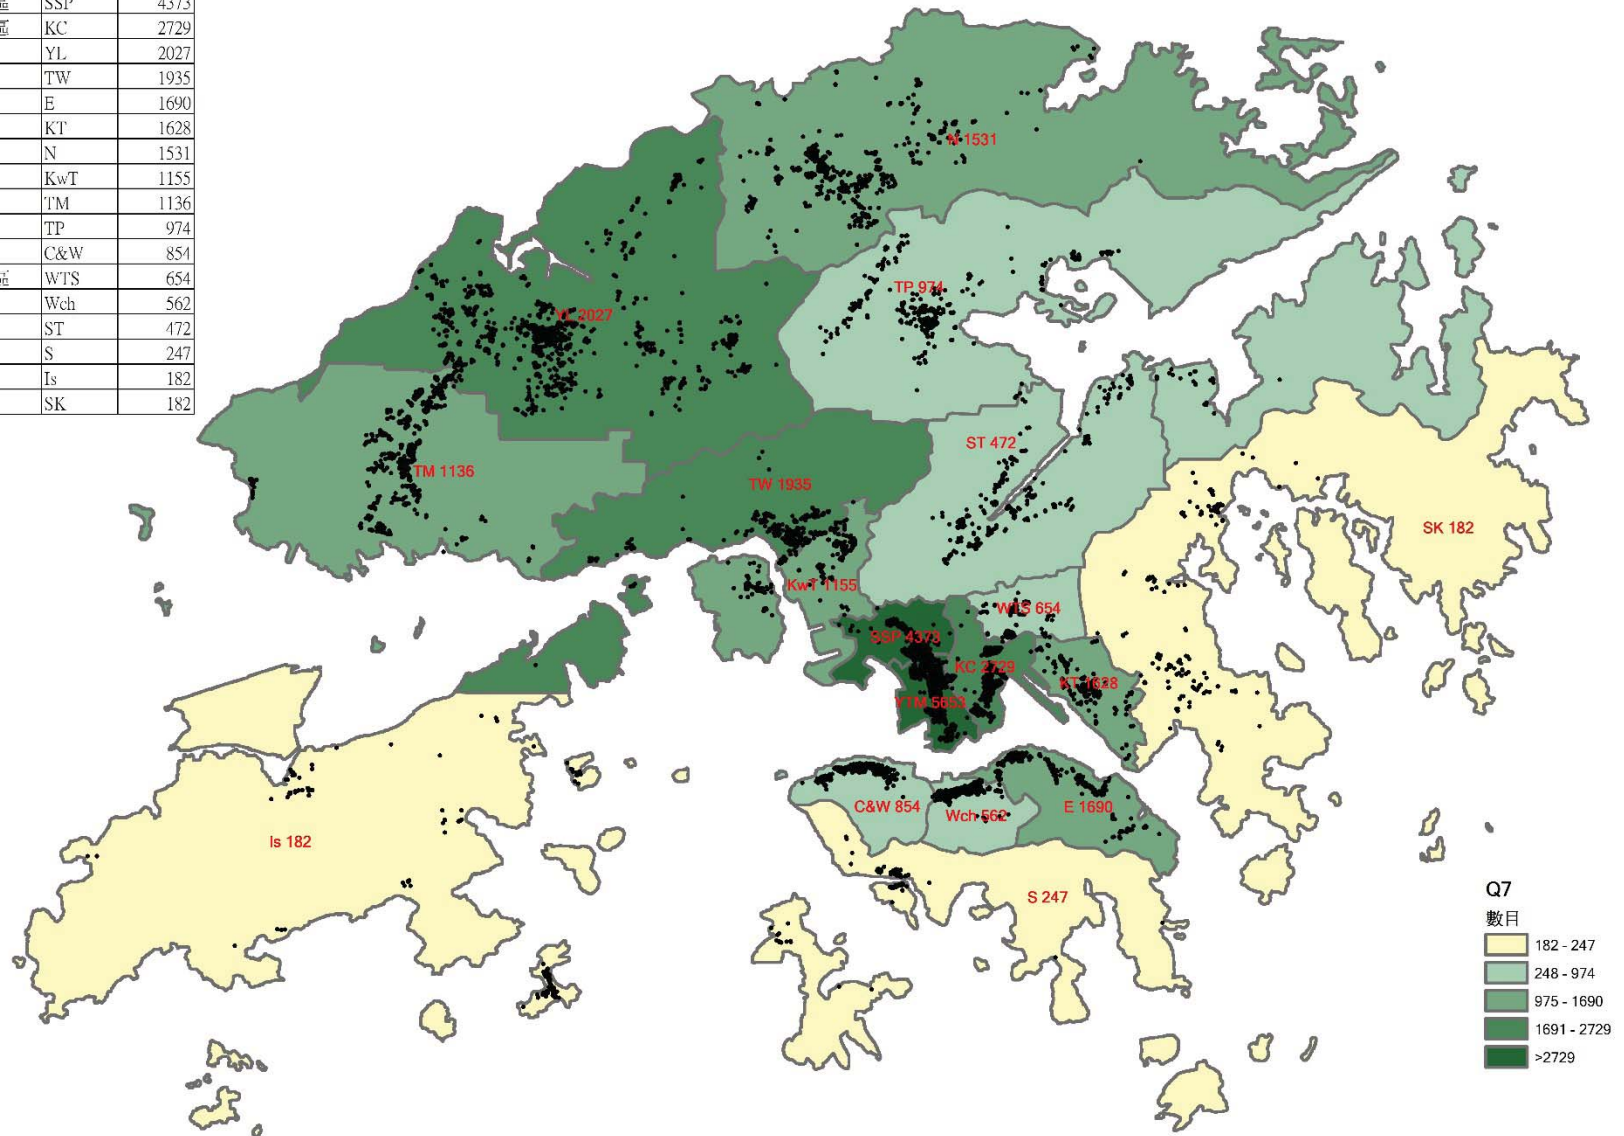 區 SSP 4373
區 KC 2729
YL 2027
TW 1935
E 1690
KT 1628
N 1531
KwT 1155
TM 1136
TP 974
C&W 854
區 WTS 654
Wch 562
ST 472
S 247
Is 182
SK 182
N 1531
TP 974
YL 2027
ST 472
TM 1136
TW 1935
SK 182
KwT 1155
WTS 654
SSP 4373
KC 2729
KT 1628
YTM 5653
C&W 854
Wch 562
E 1690
Is 182
S 247
Q7
數目
182 - 247
248 - 974
975 - 1690
1691 - 2729
>2729